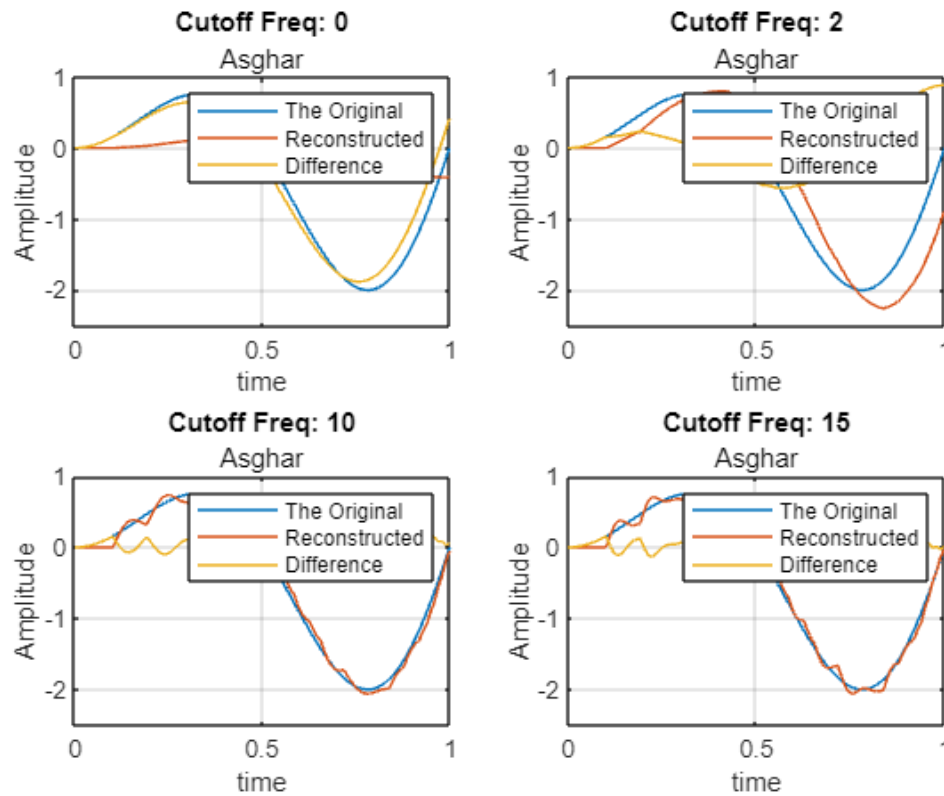 Cutoff Freq: 0
Asghar
1
0
-1
-2
Amplitude
0
0.5
1
time
The Original
Reconstructed
Difference
Cutoff Freq: 2
Asghar
1
0
-1
-2
Amplitude
0
0.5
1
time
The Original
Reconstructed
Difference
Cutoff Freq: 10
Asghar
1
0
-1
-2
Amplitude
0
0.5
1
time
The Original
Reconstructed
Difference
Cutoff Freq: 15
Asghar
1
0
-1
-2
Amplitude
0
0.5
1
time
The Original
Reconstructed
Difference